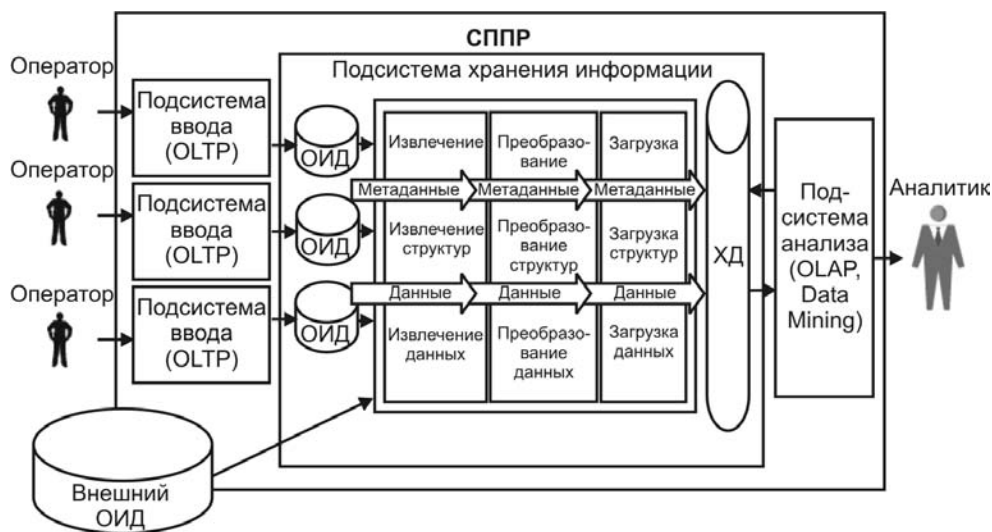 СППР
Подсистема хранения информации
Оператор
Подсистема
ввода
(OLTP)
Оператор
Подсистема
ввода
(OLTP)
Оператор
Подсистема
ввода
(OLTP)
ОИД
ОИД
ОИД
Извлечение
Преобразо-
вание
Загрузка
Метаданные
Метаданные
Метаданные
Извлечение
структур
Преобразо-
вание
структур
Загрузка
структур
Данные
Данные
Данные
Извлечение
данных
Преобразо-
вание
данных
Загрузка
данных
ХД
Под-
система
анализа
(OLAP,
Data
Mining)
Аналитик
Внешний
ОИД